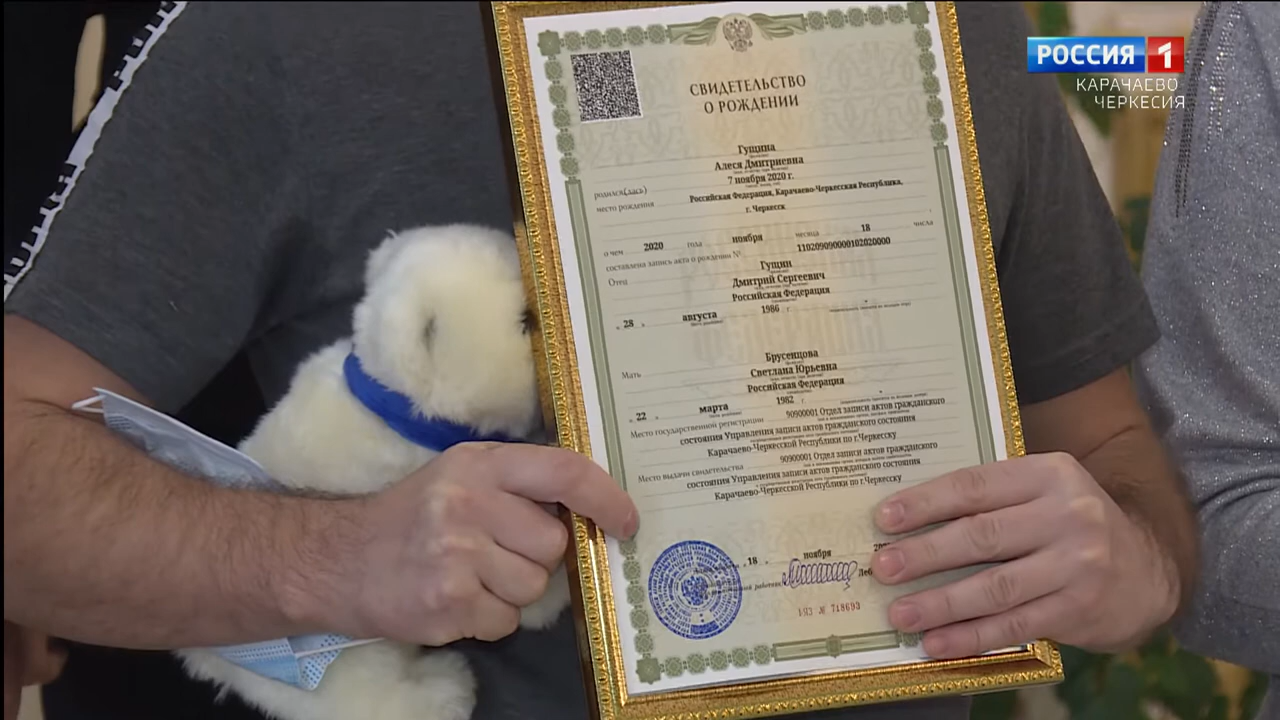 РОССИЯ 1
КАРАЧАЕВО
ЧЕРКЕСИЯ
СВИДЕТЕЛЬСТВО
О РОЖДЕНИИ
Гущина
Алеся Дмитриевна
7 ноября 2020 г.
родился(лась)
место рождения Российская Федерация, Карачаево-Черкесская Республика,
г. Черкесск
о чем 2020 года ноября месяца 18 числа
составлена запись акта о рождении № 110209090000102020000
Отец Гущин
Дмитрий Сергеевич
Российская Федерация
« 28 » августа 1986 г.
Мать Брусенцова
Светлана Юрьевна
Российская Федерация
« 22 » марта 1982 г.
Место государственной регистрации 90900001 Отдел записи актов гражданского
состояния Управления записи актов гражданского состояния
Карачаево-Черкесской Республики по г.Черкесску
Место выдачи свидетельства 90900001 Отдел записи актов гражданского
состояния Управления записи актов гражданского состояния
Карачаево-Черкесской Республики по г.Черкесску
18 » ноября
Леб
193 № 718693